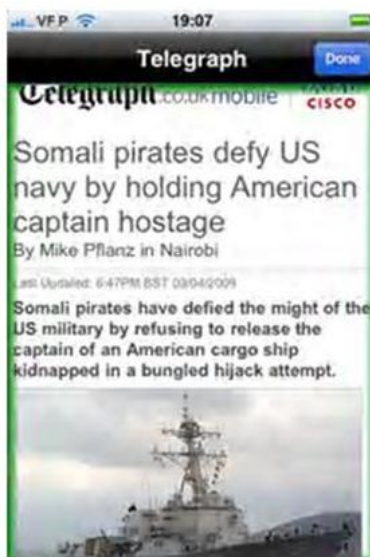 VF P 19:07
Telegraph Done
Telegraph.co.uk mobile CISCO
Somali pirates defy US
navy by holding American
captain hostage
By Mike Pflanz in Nairobi
Last Updated: 6:47PM BST 09/04/2009
Somali pirates have defied the might of the
US military by refusing to release the
captain of an American cargo ship
kidnapped in a bungled hijack attempt.